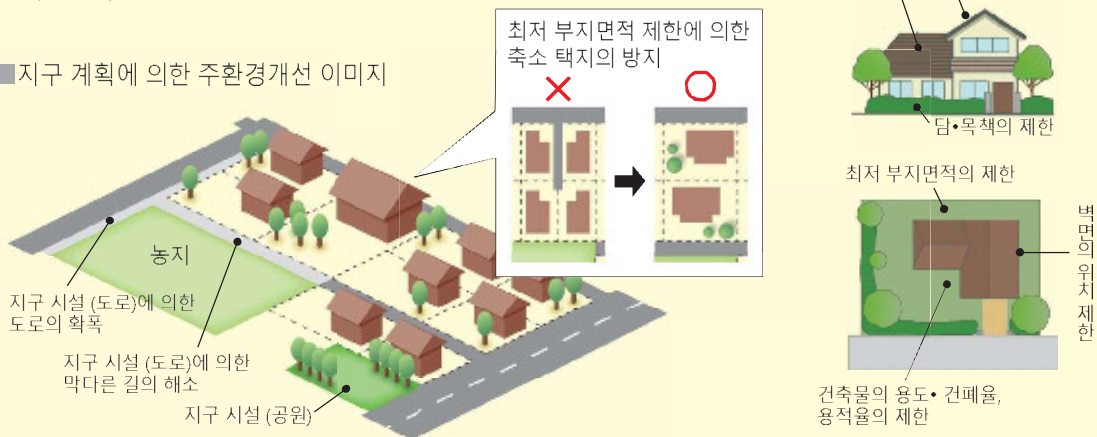 최저 부지면적 제한에 의한
축소 택지의 방지
■지구 계획에 의한 주환경개선 이미지
농지
지구 시설 (도로)에 의한
도로의 확폭
지구 시설 (도로)에 의한
막다른 길의 해소
지구 시설 (공원)
담•목책의 제한
최저 부지면적의 제한
벽면의 위치 제한
건축물의 용도• 건폐율,
용적율의 제한